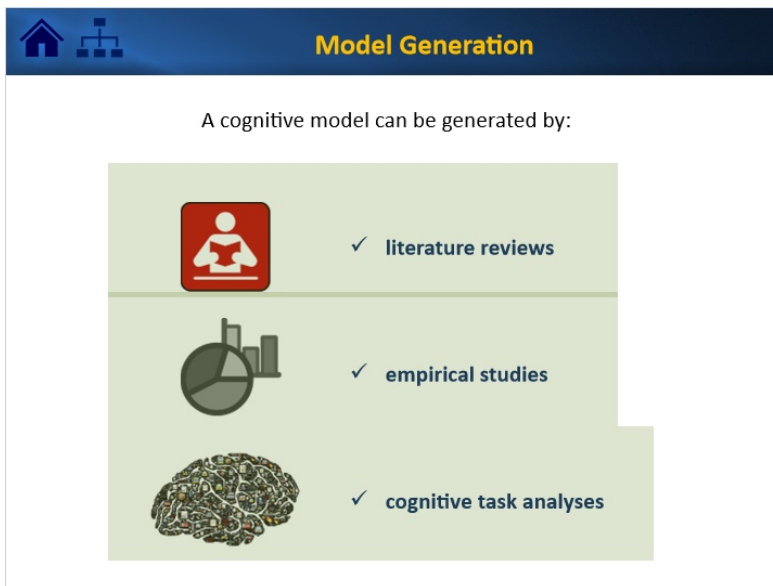 Model Generation
A cognitive model can be generated by:
✓ literature reviews
✓ empirical studies
✓ cognitive task analyses